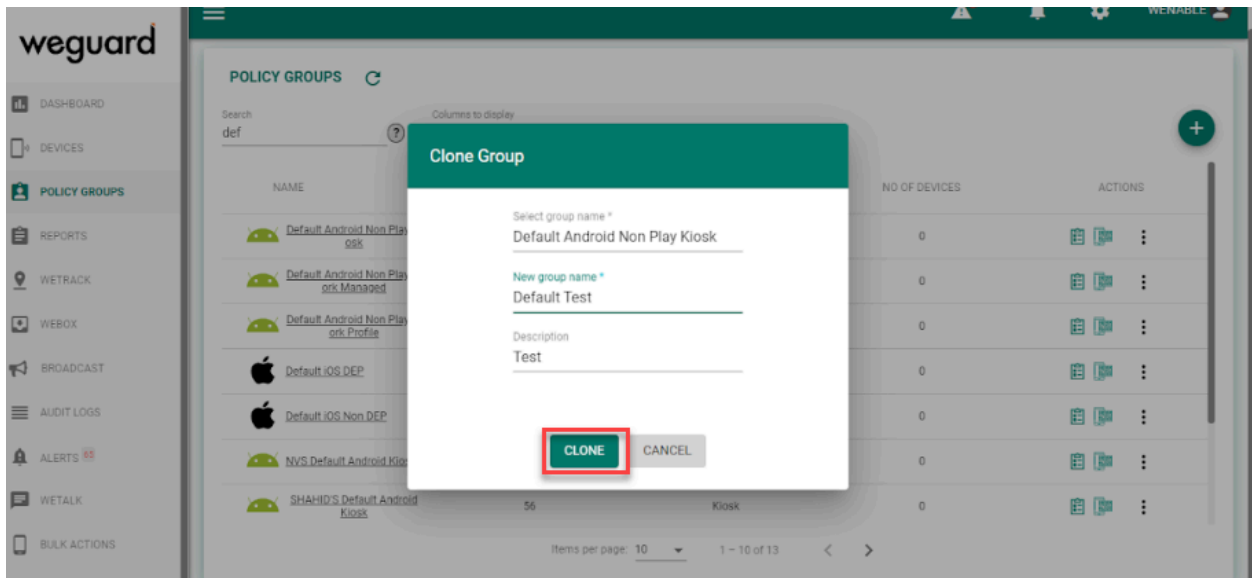 weguard
WENABLE
DASHBOARD
DEVICES
POLICY GROUPS
REPORTS
WETRACK
WEBOX
BROADCAST
AUDIT LOGS
ALERTS
WETALK
BULK ACTIONS
POLICY GROUPS
Search
def
?
Columns to display
+
NAME
NO OF DEVICES
ACTIONS
Default Android Non Play
osk
0
Default Android Non Play
ork Managed
0
Default Android Non Play
ork Profile
0
Default iOS DEP
0
Default iOS Non DEP
0
NVS Default Android Kio
0
SHAHID'S Default Android
Kiosk
56
Kiosk
0
Items per page: 10
1 – 10 of 13
Clone Group
Select group name *
Default Android Non Play Kiosk
New group name *
Default Test
Description
Test
CLONE
CANCEL